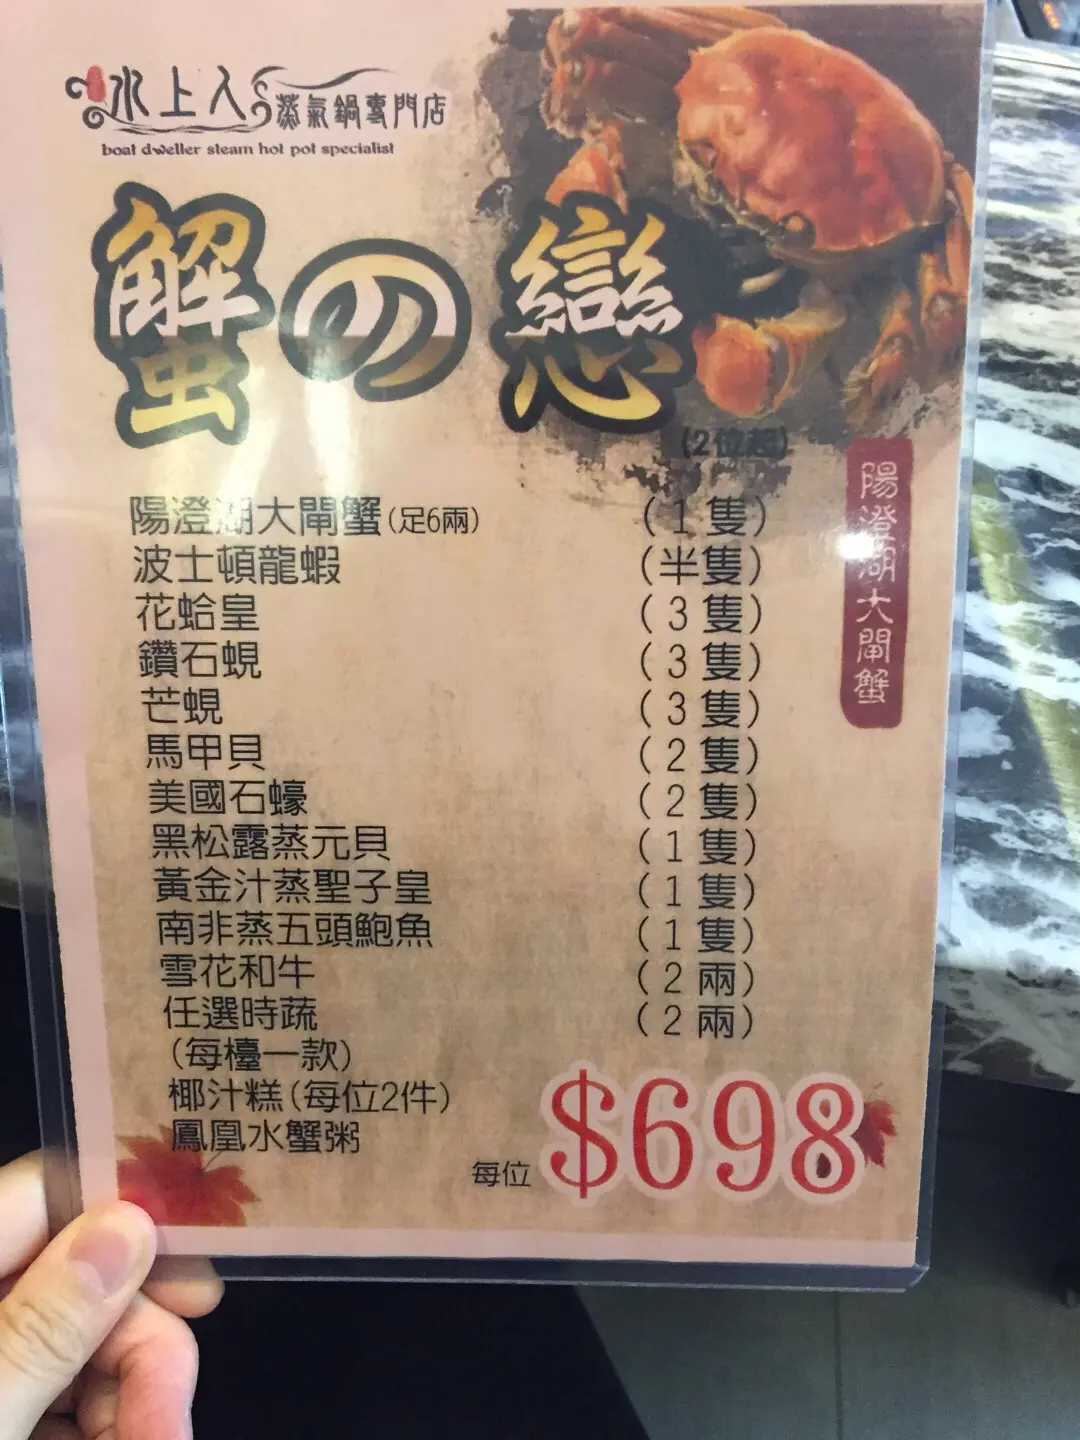 水上人蒸氣鍋專門店
boat dweller steam hot pot specialist
蟹の戀
(2位起)
陽澄湖大閘蟹
陽澄湖大閘蟹(足6兩) (1隻)
波士頓龍蝦 (半隻)
花蛤皇 (3隻)
鑽石蜆 (3隻)
芒蜆 (3隻)
馬甲貝 (2隻)
美國石蠔 (2隻)
黑松露蒸元貝 (1隻)
黃金汁蒸聖子皇 (1隻)
南非蒸五頭鮑魚 (1隻)
雪花和牛 (2兩)
任選時蔬 (2兩)
(每檯一款)
椰汁糕(每位2件)
鳳凰水蟹粥
每位 $698